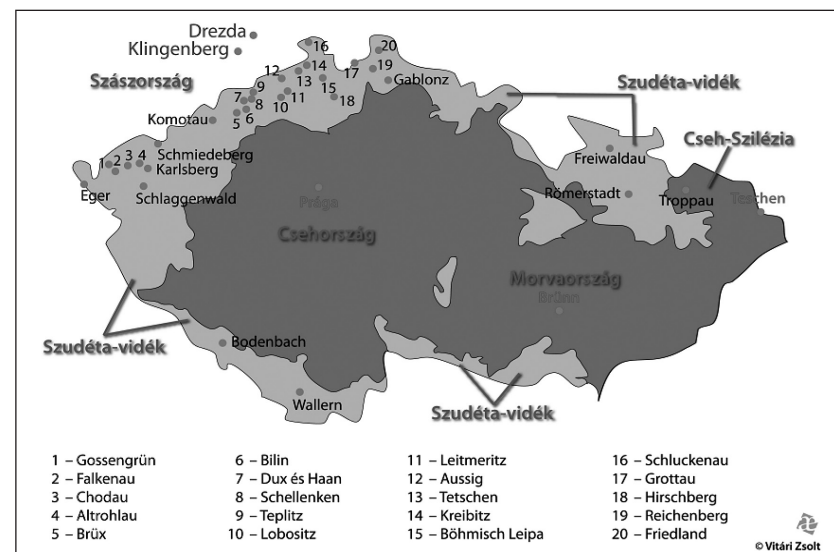 Drezda
Klingenberg
Szászország
16
20
12
14
17
19
13
Gablonz
Szudéta-vidék
9
7
8
10
11
15
18
Komotau
5
6
Cseh-Szilézia
Schmiedeberg
Freiwaldau
1
2
3
4
Karlsberg
Eger
Schlaggenwald
Prága
Römerstadt
Troppau
Teschen
Csehország
Morvaország
Brünn
Szudéta-vidék
Bodenbach
Wallern
Szudéta-vidék
1 – Gossengrün
2 – Falkenau
3 – Chodau
4 – Altrohlau
5 – Brüx
6 – Bilin
7 – Dux és Haan
8 – Schellenken
9 – Teplitz
10 – Lobositz
11 – Leitmeritz
12 – Aussig
13 – Tetschen
14 – Kreibitz
15 – Böhmisch Leipa
16 – Schluckenau
17 – Grottau
18 – Hirschberg
19 – Reichenberg
20 – Friedland
© Vitári Zsolt